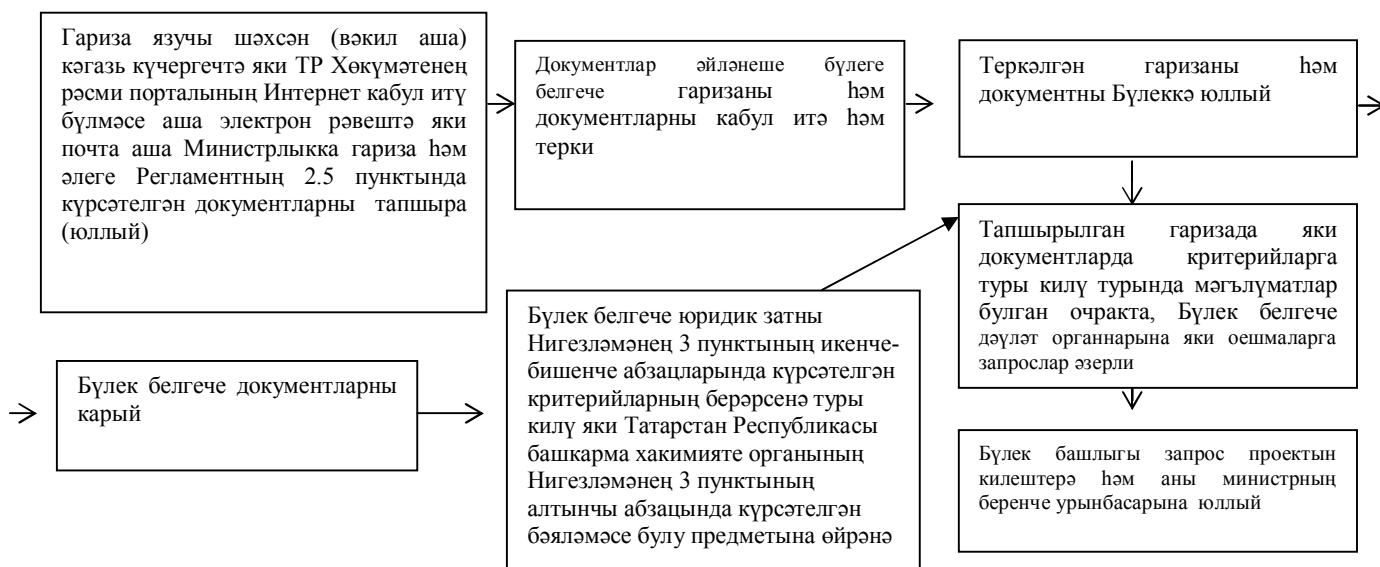 Гариза язучы шәхсән (вәкил аша)
кәгазь күчергечтә яки ТР Хөкүмәтенең
рәсми порталының Интернет кабул итү
бүлмәсе аша электрон рәвештә яки
почта аша Министрлыкка гариза һәм
әлеге Регламентның 2.5 пунктында
күрсәтелгән документларны тапшыра
(юллый)
Документлар әйләнеше бүлеге
белгече гаризаны һәм
документларны кабул итә һәм
терки
Теркәлгән гаризаны һәм
документны Бүлеккә юллый
Тапшырылган гаризада яки
документларда критерийларга
туры килү турында мәгълүматлар
булган очракта, Бүлек белгече
дәүләт органнарына яки оешмаларга
запрослар әзерли
Бүлек белгече документларны
карый
Бүлек белгече юридик затны
Нигезләмәнең 3 пунктының икенче-
бишенче абзацларында күрсәтелгән
критерийларның берәрсенә туры
килү яки Татарстан Республикасы
башкарма хакимияте органының
Нигезләмәнең 3 пунктының
алтынчы абзацында күрсәтелгән
бәяләмәсе булу предметына өйрәнә
Бүлек башлыгы запрос проектын
килештерә һәм аны министрның
беренче урынбасарына юллый